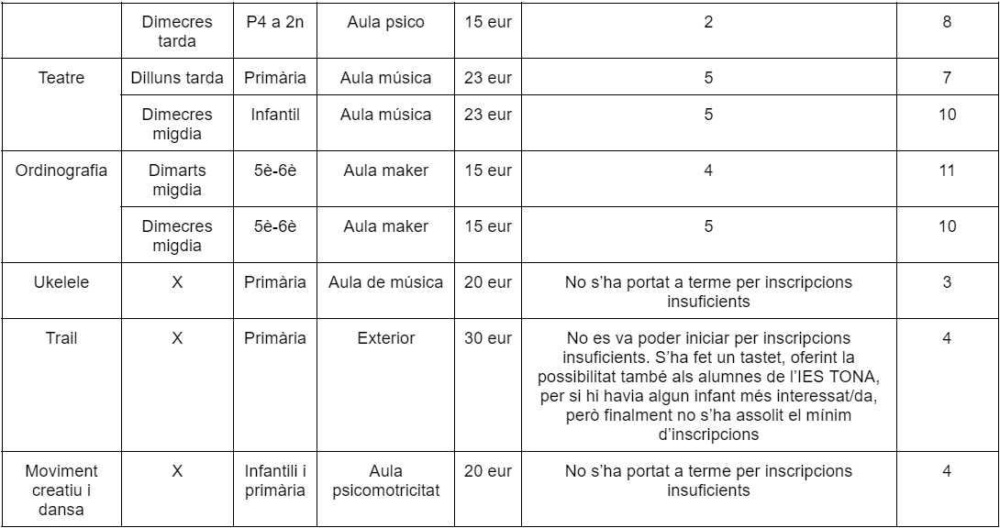 Dimecres tarda P4 a 2n Aula psico 15 eur 2 8
Teatre Dilluns tarda Primària Aula música 23 eur 5 7
Dimecres migdia Infantil Aula música 23 eur 5 10
Ordinografia Dimarts migdia 5è-6è Aula maker 15 eur 4 11
Dimecres migdia 5è-6è Aula maker 15 eur 5 10
Ukelele X Primària Aula de música 20 eur No s’ha portat a terme per inscripcions insuficients 3
Trail X Primària Exterior 30 eur No es va poder iniciar per inscripcions insuficients. S’ha fet un tastet, oferint la possibilitat també als alumnes de l’IES TONA, per si hi havia algun infant més interessat/da, però finalment no s’ha assolit el mínim d’inscripcions 4
Moviment creatiu i dansa X Infantili i primària Aula psicomotricitat 20 eur No s’ha portat a terme per inscripcions insuficients 4